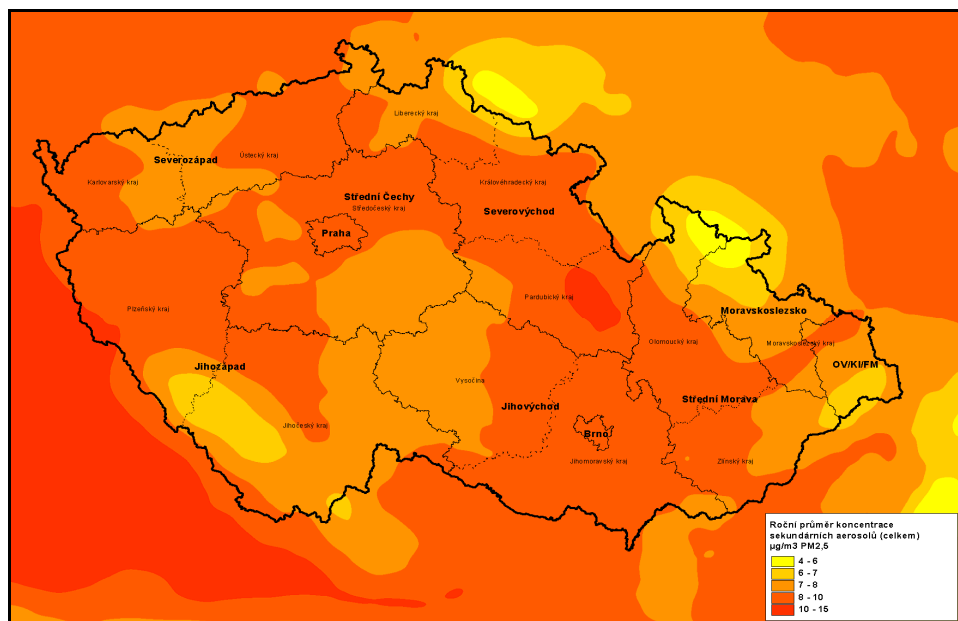 Liberecký kraj
Severozápad
Ústecký kraj
Karlovarský kraj
Královéhradecký kraj
Střední Čechy
Středočeský kraj
Severovýchod
Praha
Pardubický kraj
Plzeňský kraj
Moravskoslezsko
Olomoucký kraj
Moravskoslezský kraj
OV/KI/FM
Jihozápad
Vysočina
Střední Morava
Jihovýchod
Jihočeský kraj
Brno
Jihomoravský kraj
Zlínský kraj
Roční průměr koncentrace
sekundárních aerosolů (celkem)
µg/m3 PM2,5
4 - 6
6 - 7
7 - 8
8 - 10
10 - 15